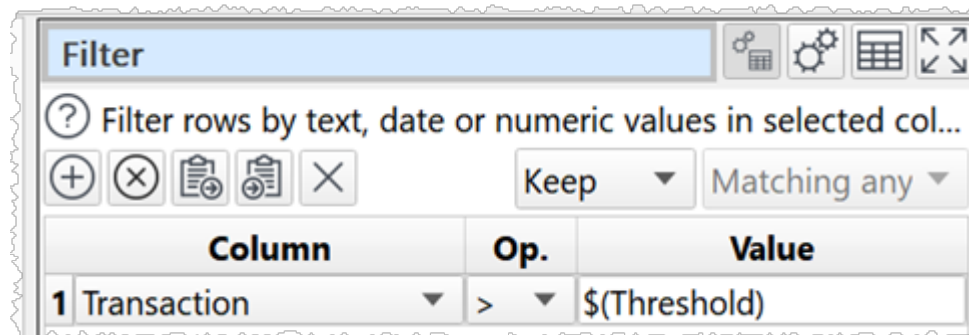 Filter
Filter rows by text, date or numeric values in selected col...
Keep Matching any
Column Op. Value
1 Transaction > $(Threshold)